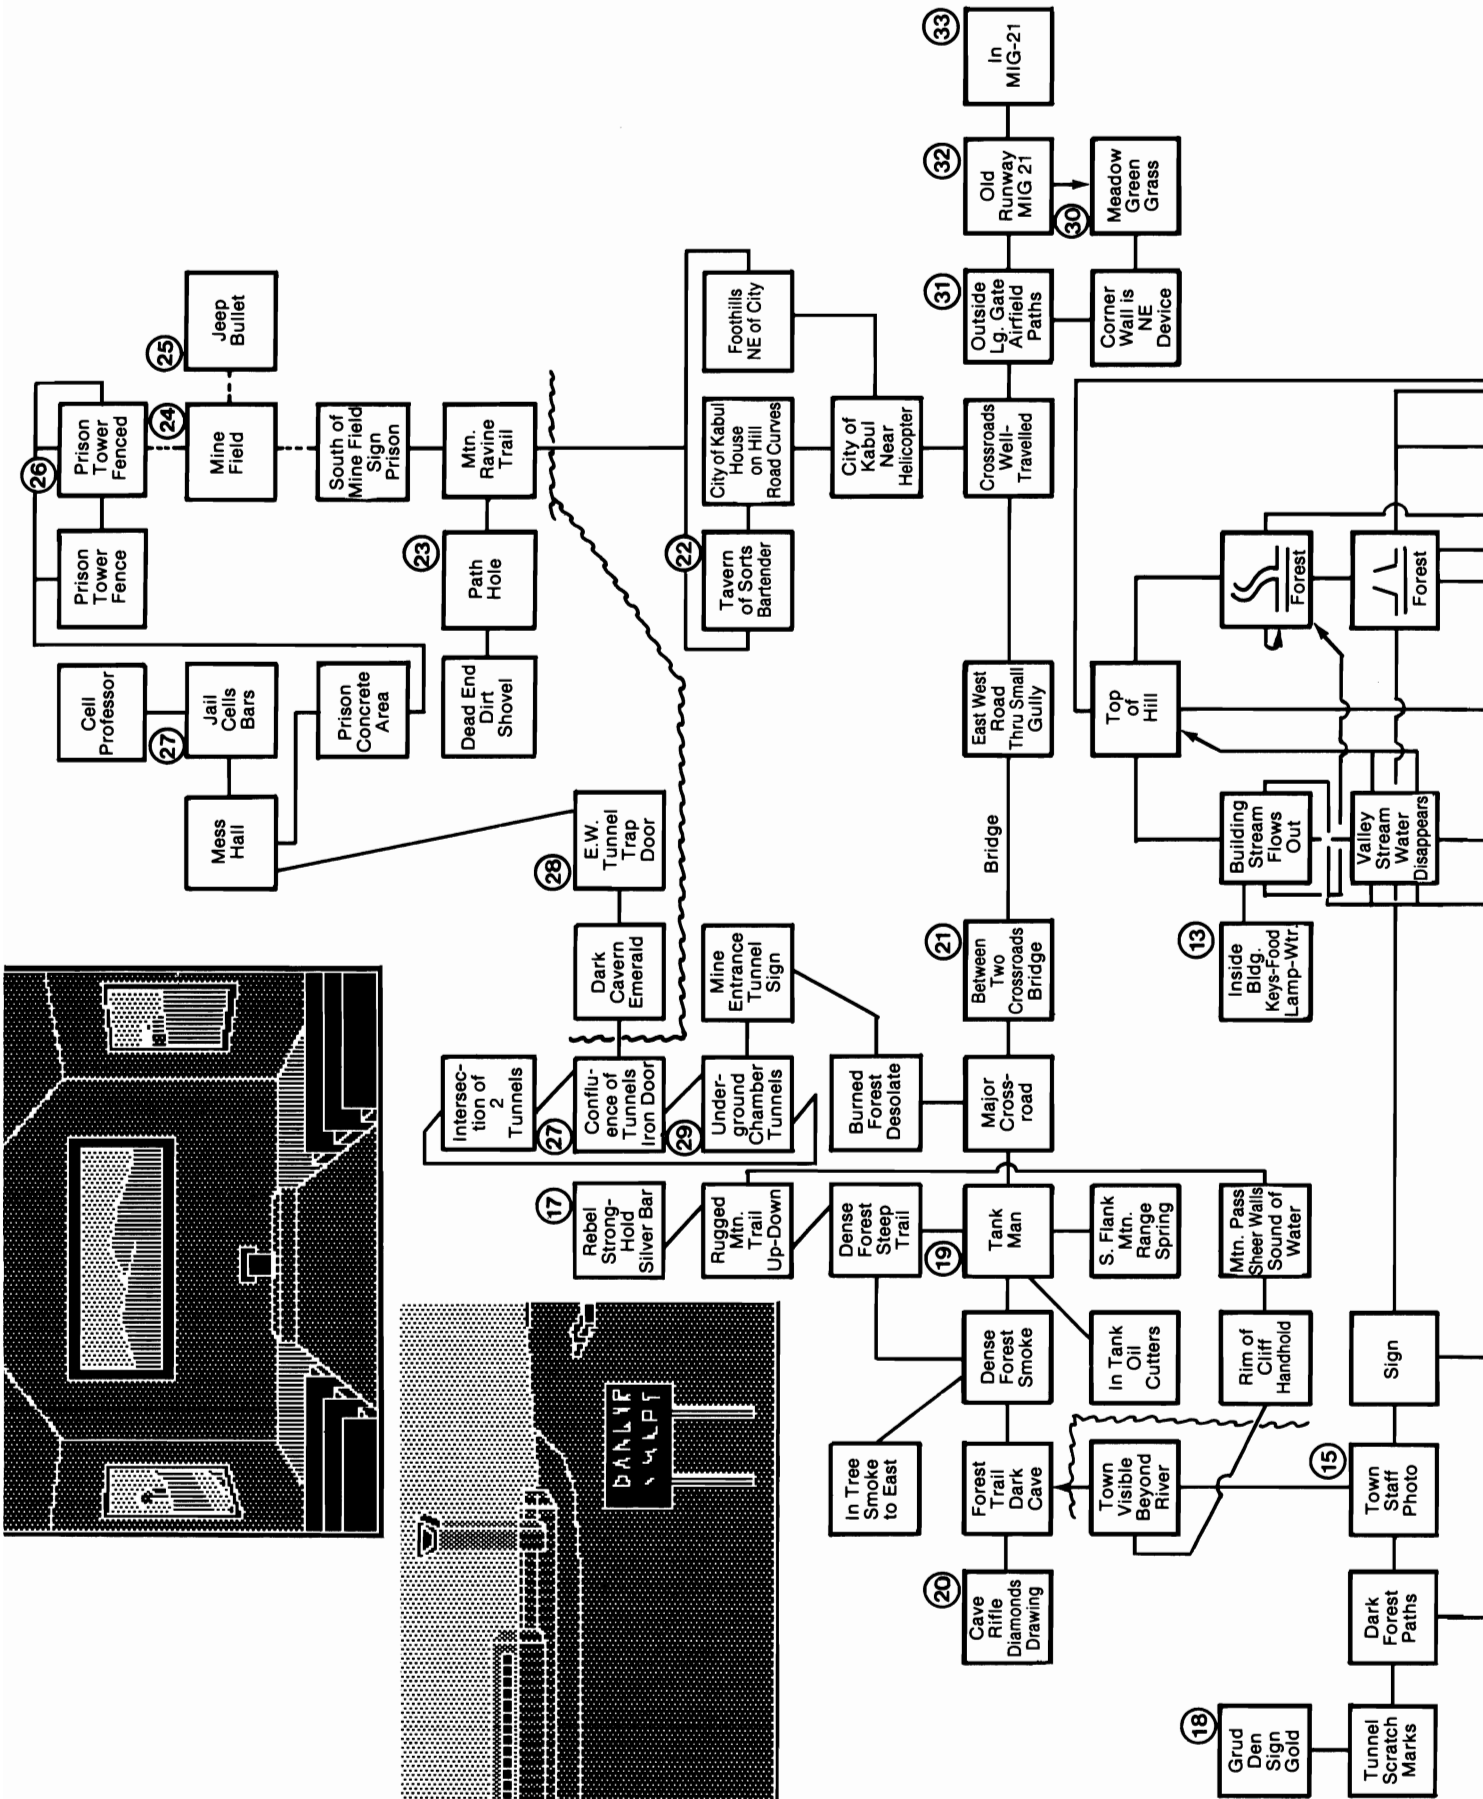 Cell
Professor
Prison
Tower
Fence
26
Prison
Tower
Fenced
Mess
Hall
27
Jail
Cells
Bars
24
Mine
Field
25
Jeep
Bullet
Prison
Concrete
Area
South of
Mine Field
Sign
Prison
Intersec-
tion of
2
Tunnels
Dead End
Dirt
Shovel
23
Path
Hole
Mtn.
Ravine
Trail
17
Rebel
Strong-
Hold
Silver Bar
27
Conflu-
ence of
Tunnels
Iron Door
Dark
Cavern
Emerald
28
E.W.
Tunnel
Trap
Door
Rugged
Mtn.
Trail
Up-Down
29
Under-
ground
Chamber
Tunnels
Mine
Entrance
Tunnel
Sign
22
Tavern
of Sorts
Bartender
City of Kabul
House
on Hill
Road Curves
Foothills
NE of City
In Tree
Smoke
to East
Dense
Forest
Steep
Trail
Burned
Forest
Desolate
City of
Kabul
Near
Helicopter
20
Cave
Rifle
Diamonds
Drawing
Forest
Trail
Dark
Cave
Dense
Forest
Smoke
19
Tank
Man
Major
Cross-
road
21
Between
Two
Crossroads
Bridge
Bridge
East West
Road
Thru Small
Gully
Crossroads
Well-
Travelled
31
Outside
Lg. Gate
Airfield
Paths
32
Old
Runway
MIG 21
33
In
MIG-21
Town
Visible
Beyond
River
In Tank
Oil
Cutters
S. Flank
Mtn.
Range
Spring
Top
of
Hill
Corner
Wall is
NE
Device
30
Meadow
Green
Grass
18
Grud
Den
Sign
Gold
Rim of
Cliff
Handhold
Mtn. Pass
Sheer Walls
Sound of
Water
13
Inside
Bldg.
Keys-Food
Lamp-Wtr.
Building
Stream
Flows
Out
Forest
Tunnel
Scratch
Marks
Dark
Forest
Paths
15
Town
Staff
Photo
Sign
Valley
Stream
Water
Disappears
Forest